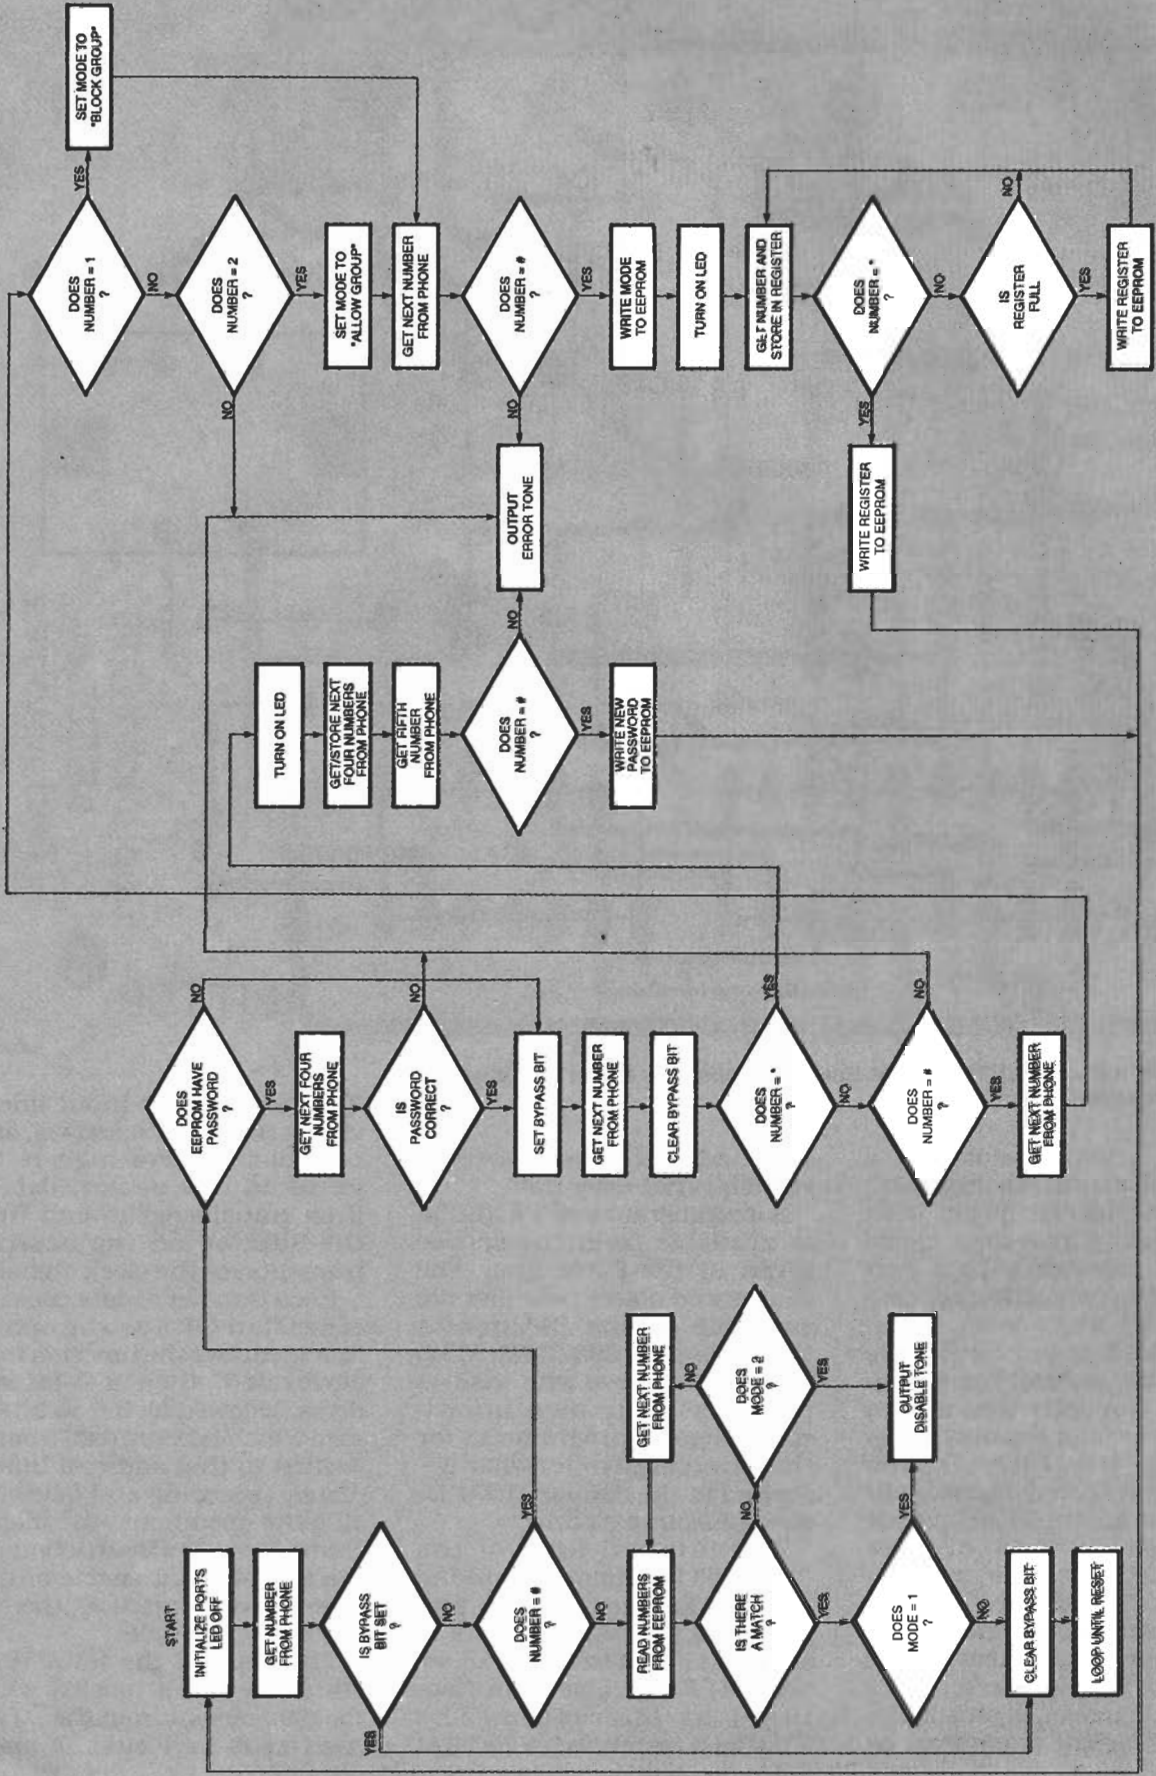 START
INITIALIZE PORTS
LED OFF
GET NUMBER
FROM PHONE
IS BYPASS
BIT SET
?
YES
NO
DOES
NUMBER = #
?
YES
NO
READ NUMBERS
FROM EEPROM
IS THERE
A MATCH
?
NO
YES
GET NEXT NUMBER
FROM PHONE
NO
DOES
MODE = 2
?
YES
DOES
MODE = 1
?
YES
NO
OUTPUT
DISABLE TONE
CLEAR BYPASS BIT
LOOP UNTIL RESET
DOES
EEPROM HAVE
PASSWORD
?
NO
YES
GET NEXT FOUR
NUMBERS
FROM PHONE
IS
PASSWORD
CORRECT
?
NO
YES
SET BYPASS BIT
GET NEXT NUMBER
FROM PHONE
CLEAR BYPASS BIT
DOES
NUMBER = *
?
YES
NO
DOES
NUMBER = #
?
NO
YES
GET NEXT NUMBER
FROM PHONE
TURN ON LED
GET/STORE NEXT
FOUR NUMBERS
FROM PHONE
GET FIFTH
NUMBER
FROM PHONE
DOES
NUMBER = #
?
NO
YES
WRITE NEW
PASSWORD
TO EEPROM
OUTPUT
ERROR TONE
DOES
NUMBER = 1
?
YES
NO
SET MODE TO
"BLOCK GROUP"
DOES
NUMBER = 2
?
NO
YES
SET MODE TO
"ALLOW GROUP"
GET NEXT NUMBER
FROM PHONE
DOES
NUMBER = #
?
NO
YES
WRITE MODE
TO EEPROM
TURN ON LED
GET NUMBER AND
STORE IN REGISTER
DOES
NUMBER = *
?
YES
NO
WRITE REGISTER
TO EEPROM
IS
REGISTER
FULL
?
NO
YES
WRITE REGISTER
TO EEPROM